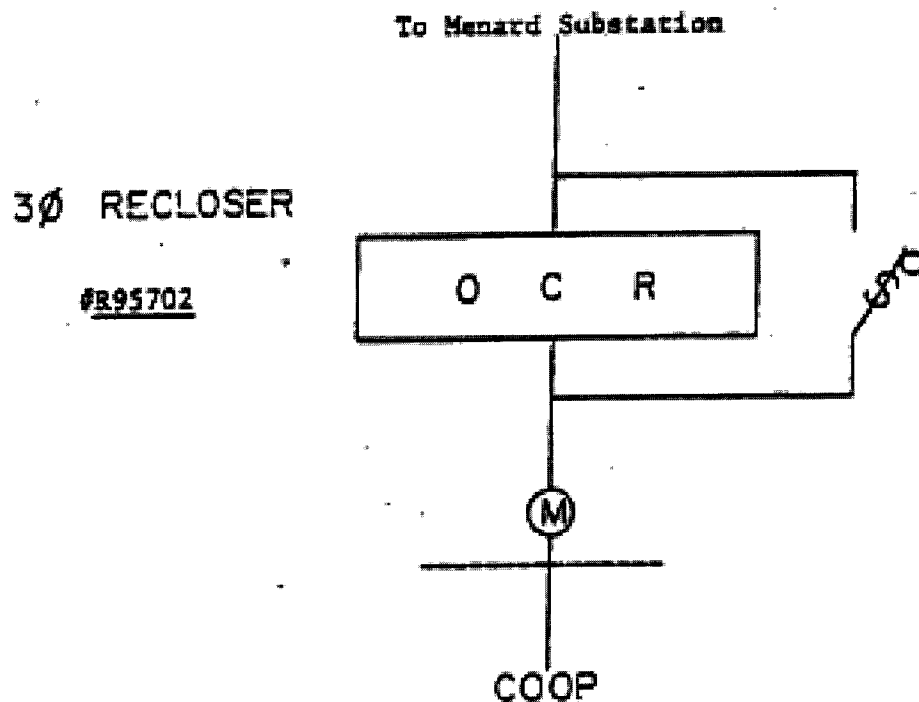 To Menard Substation
3Ø RECLOSER
#R95702
O C R
M
COOP